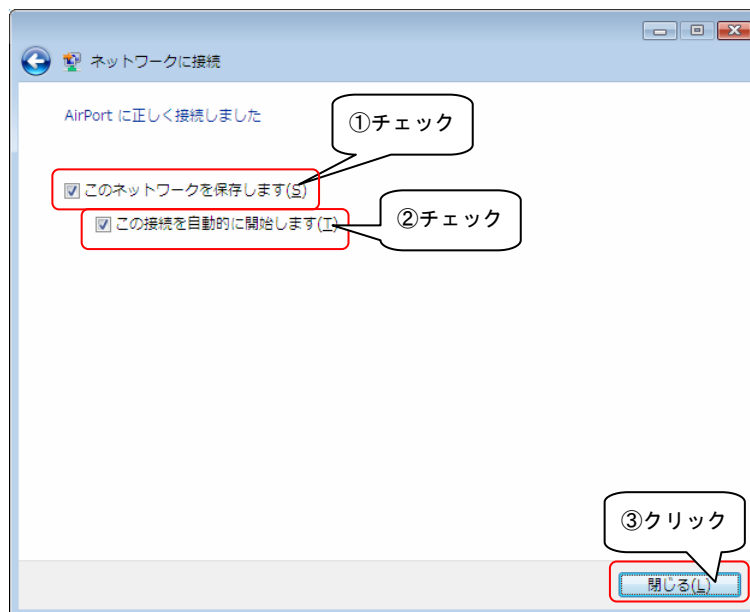 ネットワークに接続
AirPort に正しく接続しました
①チェック
このネットワークを保存します(S)
この接続を自動的に開始します(T)
②チェック
③クリック
閉じる(L)